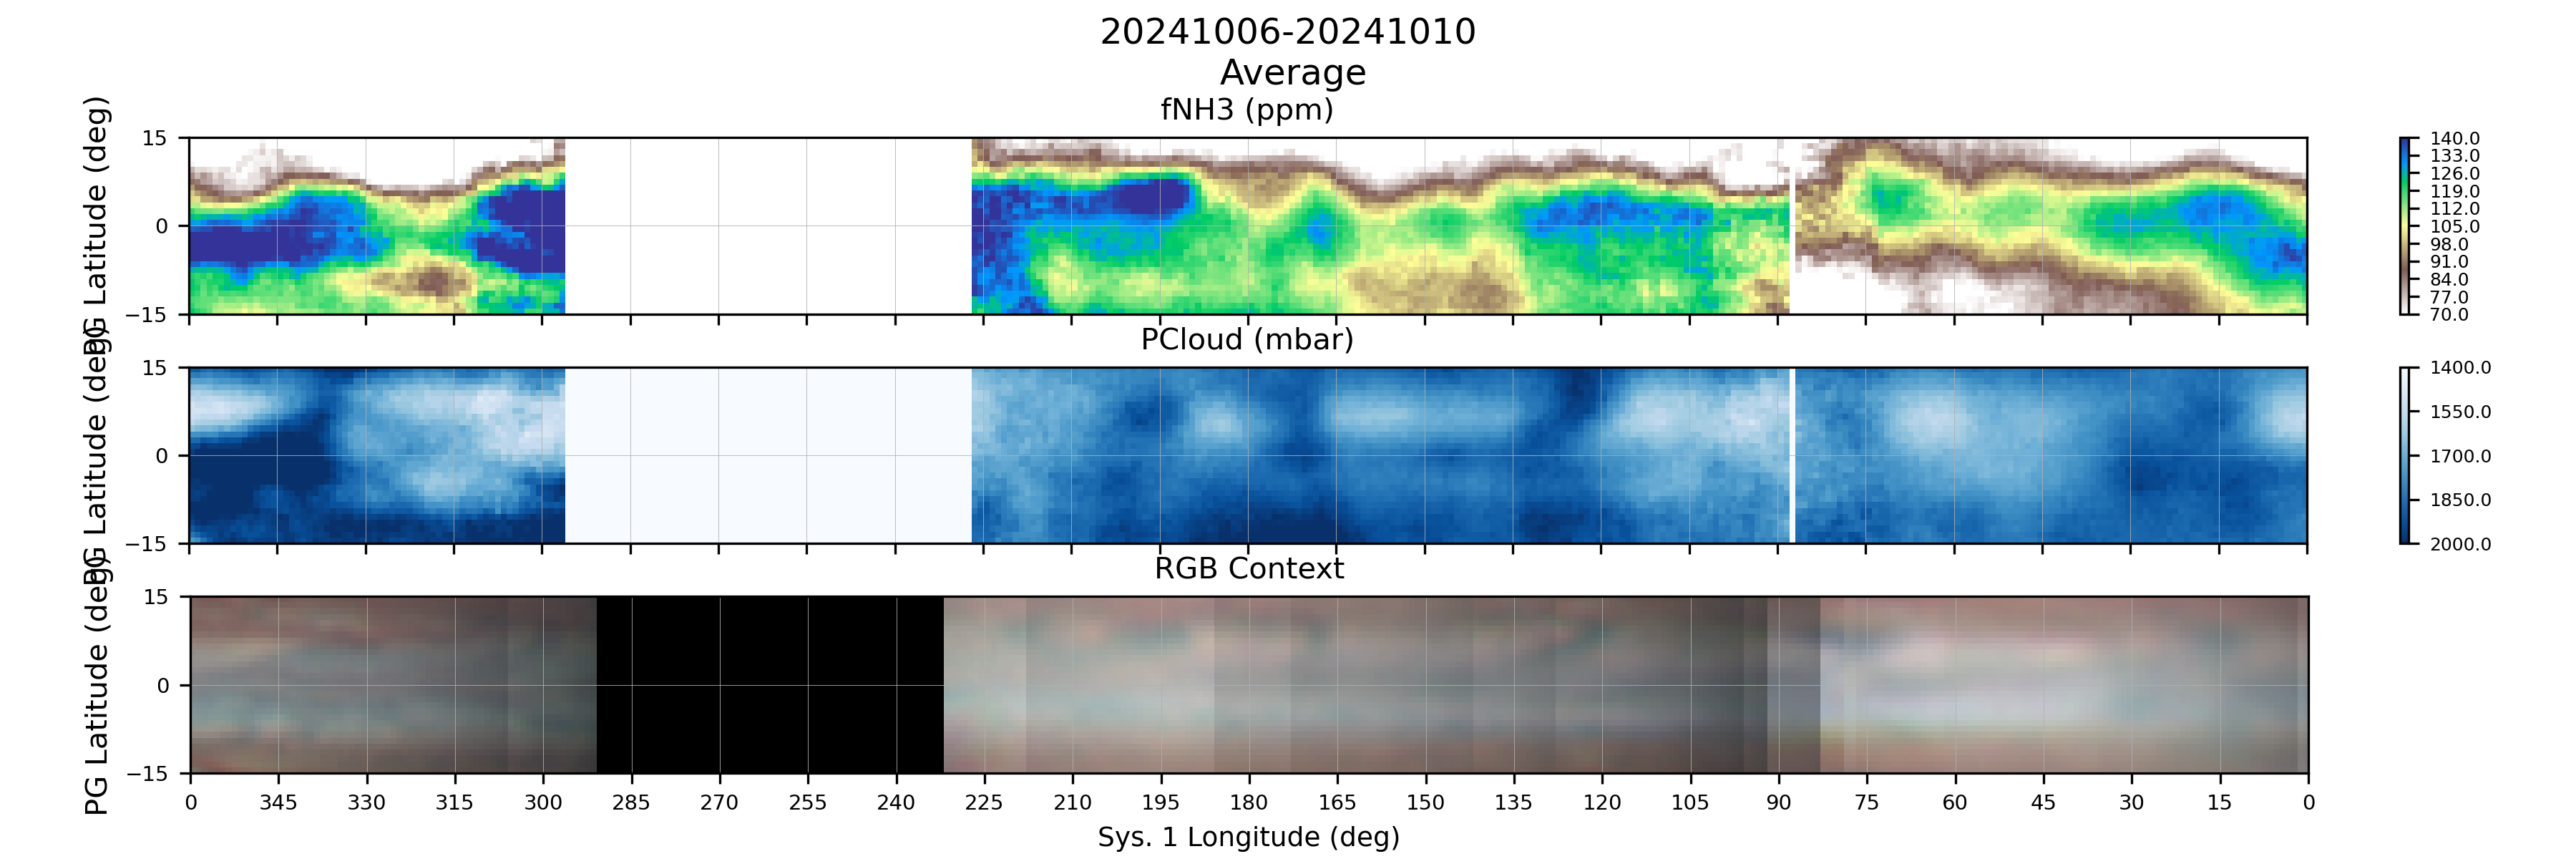 20241006-20241010
Average
fNH3 (ppm)
PG Latitude (deg)
15
0
−15
140.0
133.0
126.0
119.0
112.0
105.0
98.0
91.0
84.0
77.0
70.0
PCloud (mbar)
PG Latitude (deg)
15
0
−15
1400.0
1550.0
1700.0
1850.0
2000.0
RGB Context
PG Latitude (deg)
15
0
−15
0 345 330 315 300 285 270 255 240 225 210 195 180 165 150 135 120 105 90 75 60 45 30 15 0
Sys. 1 Longitude (deg)